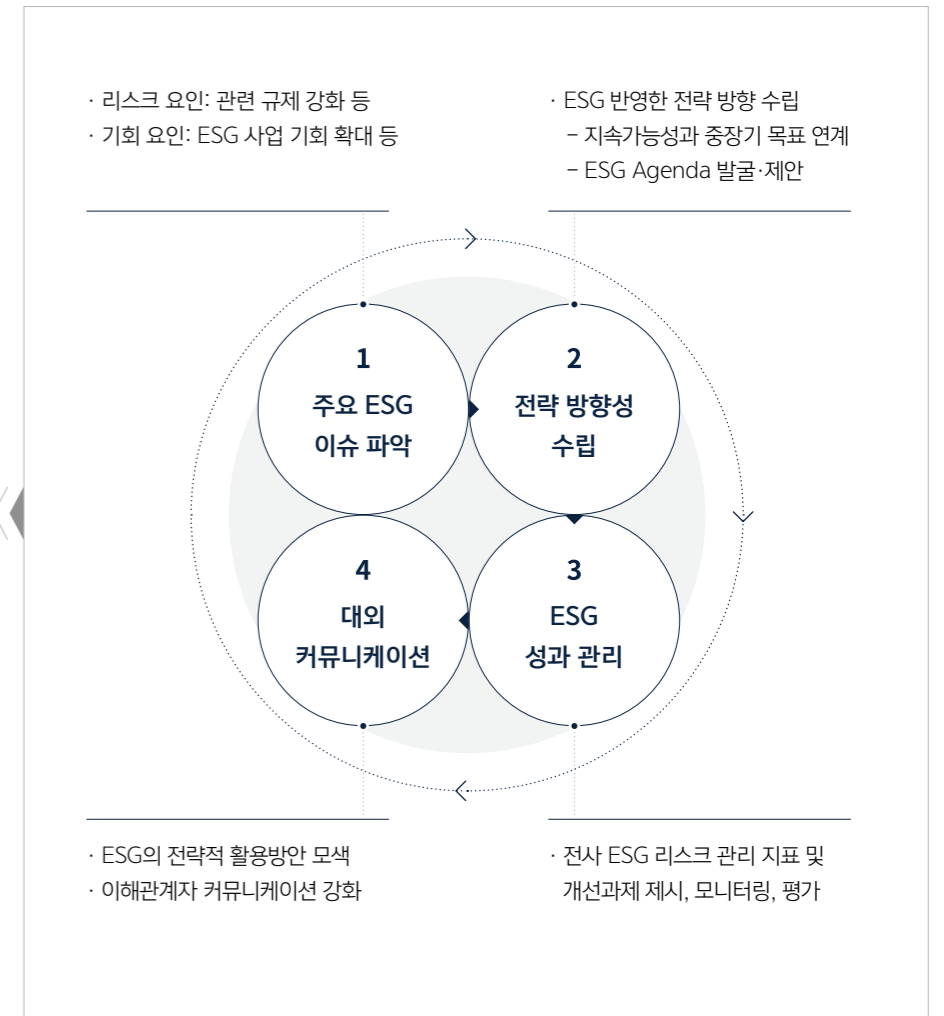 · 리스크 요인: 관련 규제 강화 등
· 기회 요인: ESG 사업 기회 확대 등
· ESG 반영한 전략 방향 수립
– 지속가능성과 중장기 목표 연계
– ESG Agenda 발굴·제안
1
주요 ESG
이슈 파악
2
전략 방향성
수립
4
대외
커뮤니케이션
3
ESG
성과 관리
· ESG의 전략적 활용방안 모색
· 이해관계자 커뮤니케이션 강화
· 전사 ESG 리스크 관리 지표 및
개선과제 제시, 모니터링, 평가